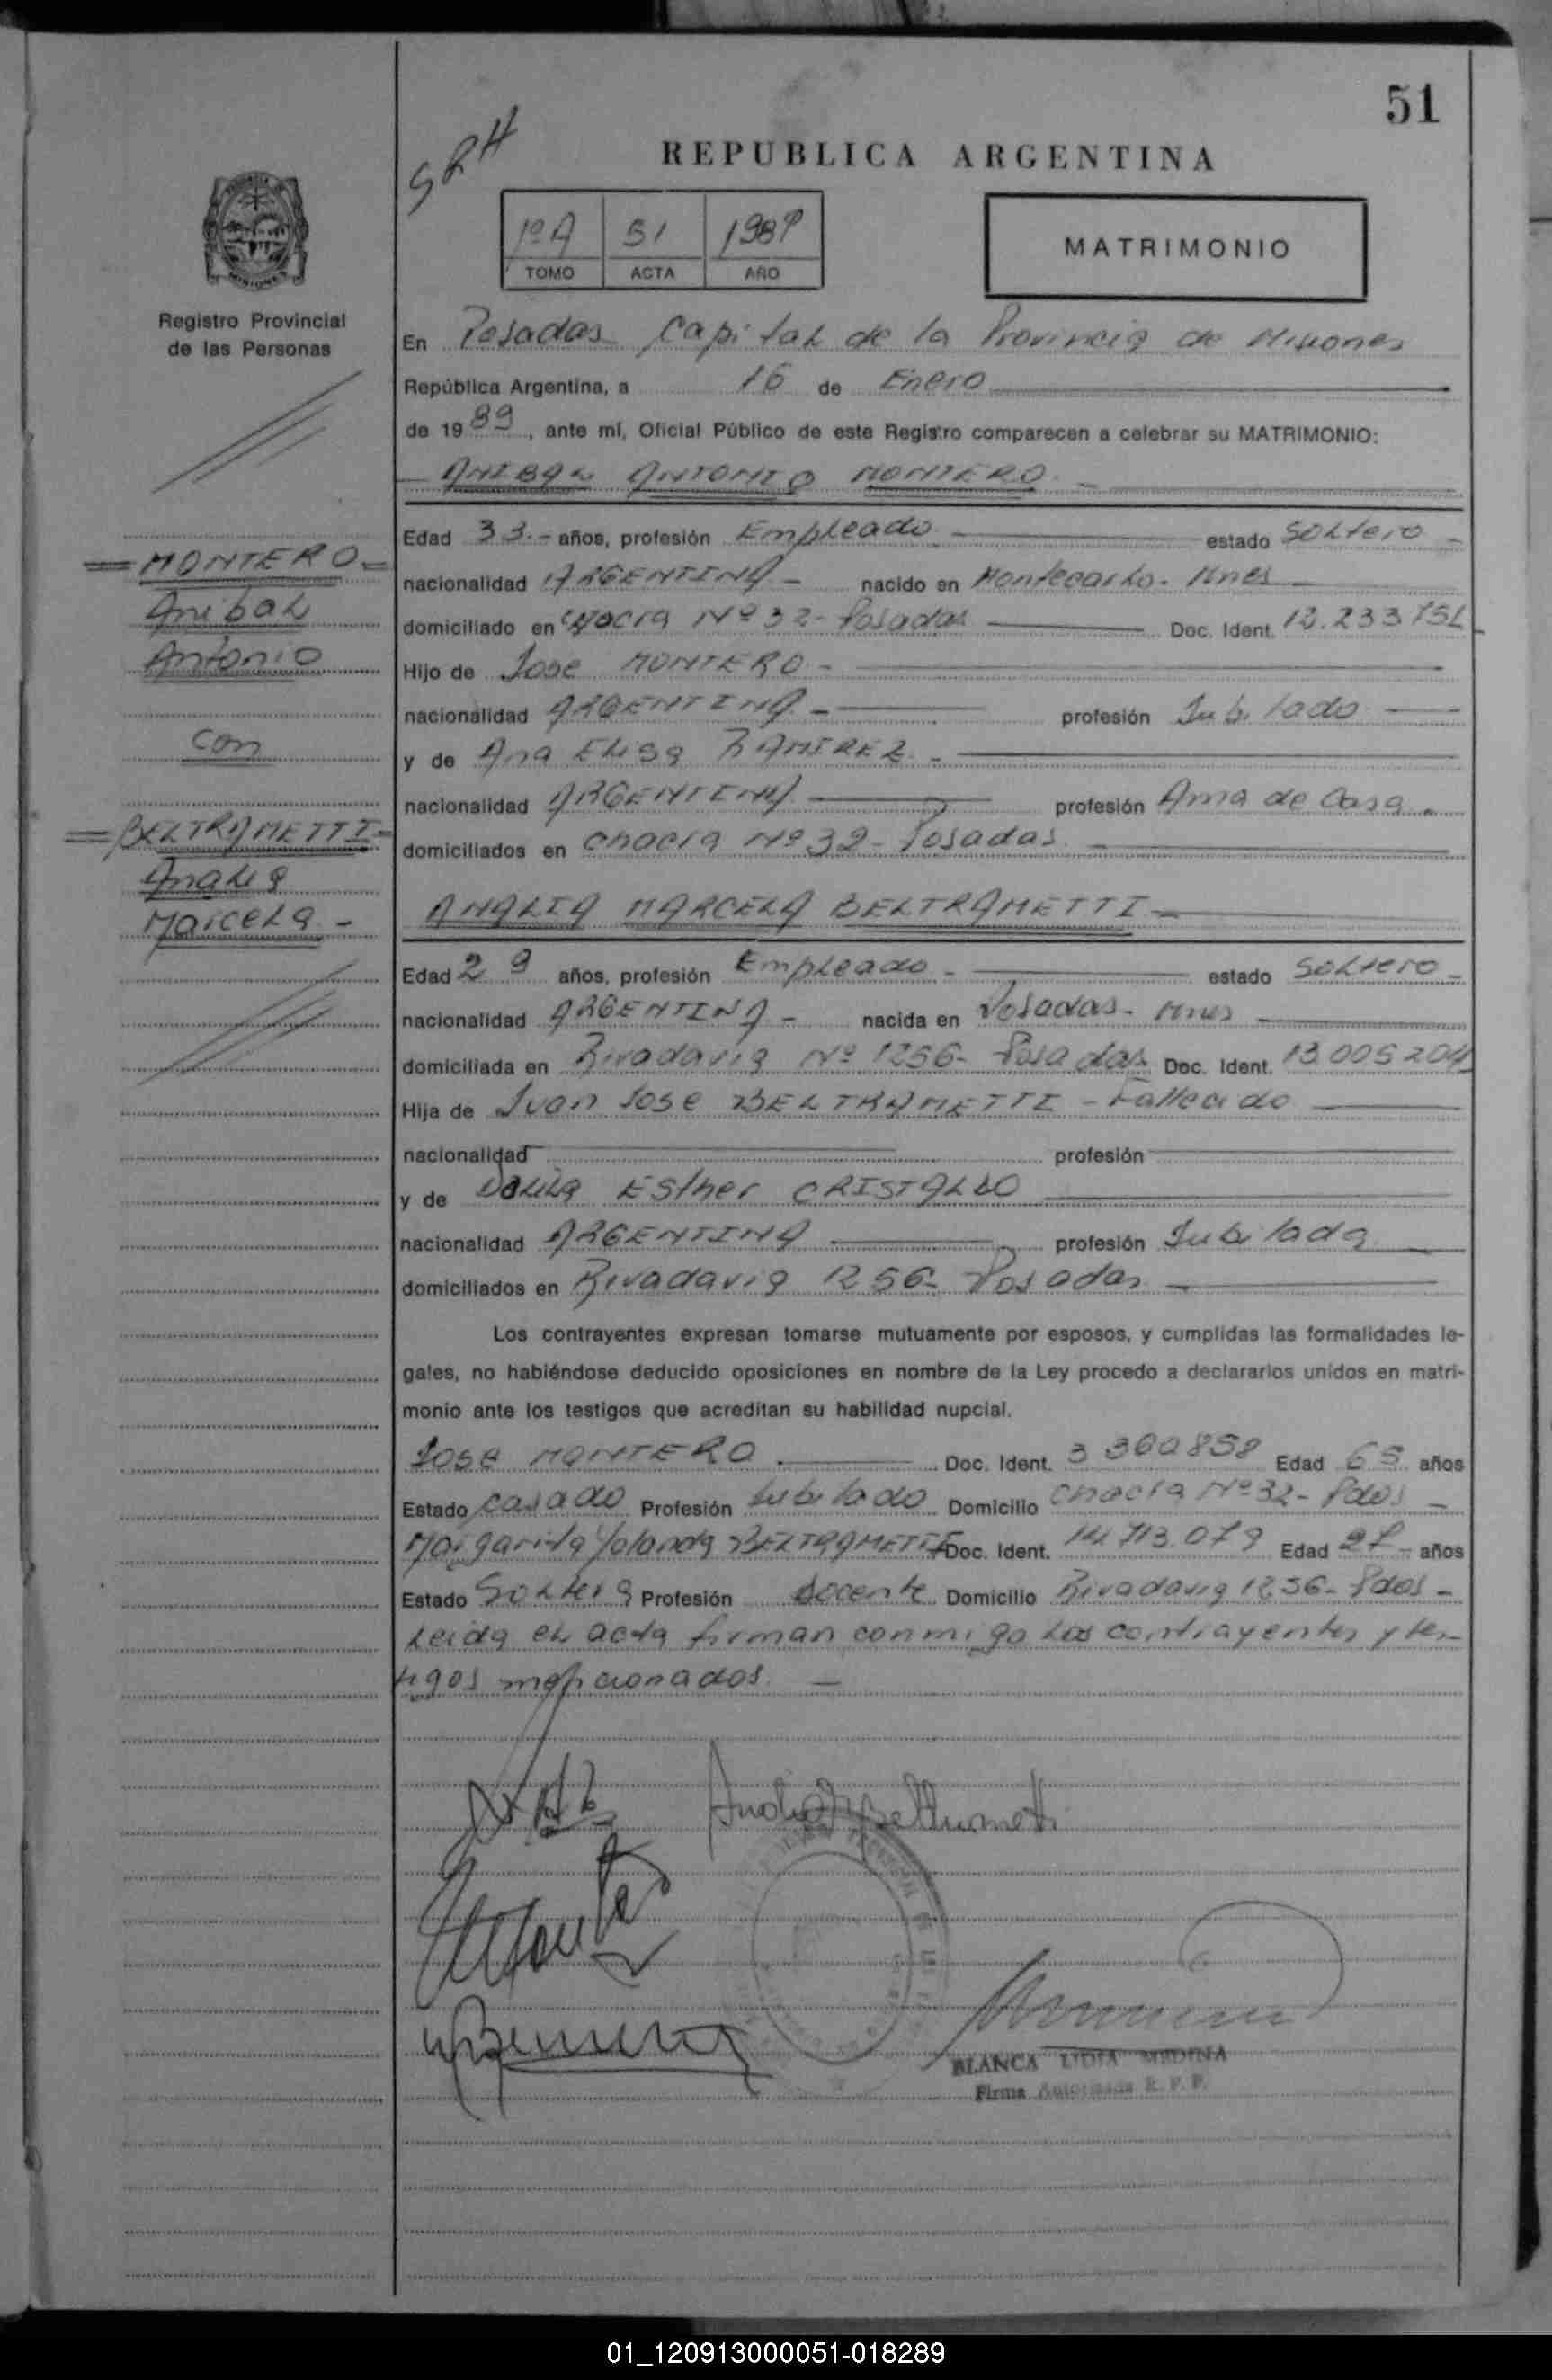 51
SRH
REPUBLICA ARGENTINA
1º A 51 1989
TOMO ACTA AÑO
MATRIMONIO
MISIONES
Registro Provincial
de las Personas
En Posadas Capital de la Provincia de Misiones
República Argentina, a 16 de Enero
de 1989, ante mí, Oficial Público de este Registro comparecen a celebrar su MATRIMONIO:
ANIBAL ANTONIO MONTERO.-
= MONTERO =
Anibal
Antonio
con
= BELTRAMETTI =
Analia
Marcela -
Edad 33.- años, profesión Empleado estado Soltero -
nacionalidad ARGENTINA - nacido en Montecarlo - Mnes
domiciliado en Chacra Nº 32 - Posadas Doc. Ident. 12.233751
Hijo de Jose MONTERO -
nacionalidad ARGENTINA - profesión Jubilado
y de Ana Elisa RAMIREZ. -
nacionalidad ARGENTINA profesión Ama de Casa.
domiciliados en Chacra Nº 32 - Posadas
ANALIA MARCELA BELTRAMETTI -
Edad 29 años, profesión Empleado - estado Soltero -
nacionalidad ARGENTINA - nacida en Posadas - Mnes
domiciliada en Rivadavia Nº 1256 - Posadas Doc. Ident. 13.005204
Hija de Juan Jose BELTRAMETTI - Fallecido
nacionalidad profesión
y de Dalila Esther CRISTALDO
nacionalidad ARGENTINA profesión Jubilada
domiciliados en Rivadavia 1256 - Posadas
Los contrayentes expresan tomarse mutuamente por esposos, y cumplidas las formalidades le-
gales, no habiéndose deducido oposiciones en nombre de la Ley procedo a declararlos unidos en matri-
monio ante los testigos que acreditan su habilidad nupcial.
Jose MONTERO Doc. Ident. 3 360858 Edad 65 años
Estado casado Profesión Jubilado Domicilio Chacra Nº 32 - Pdas -
Margarita Yolanda BELTRAMETTI Doc. Ident. 14.713.079 Edad 27 - años
Estado Soltera Profesión docente Domicilio Rivadavia 1256 - Pdas -
Leida el acta firman conmigo los contrayentes y tes-
tigos mencionados. -
Analia Beltrametti
BLANCA LIDIA MEDINA
Firma Autorizada R. P. P.
01_120913000051-018289